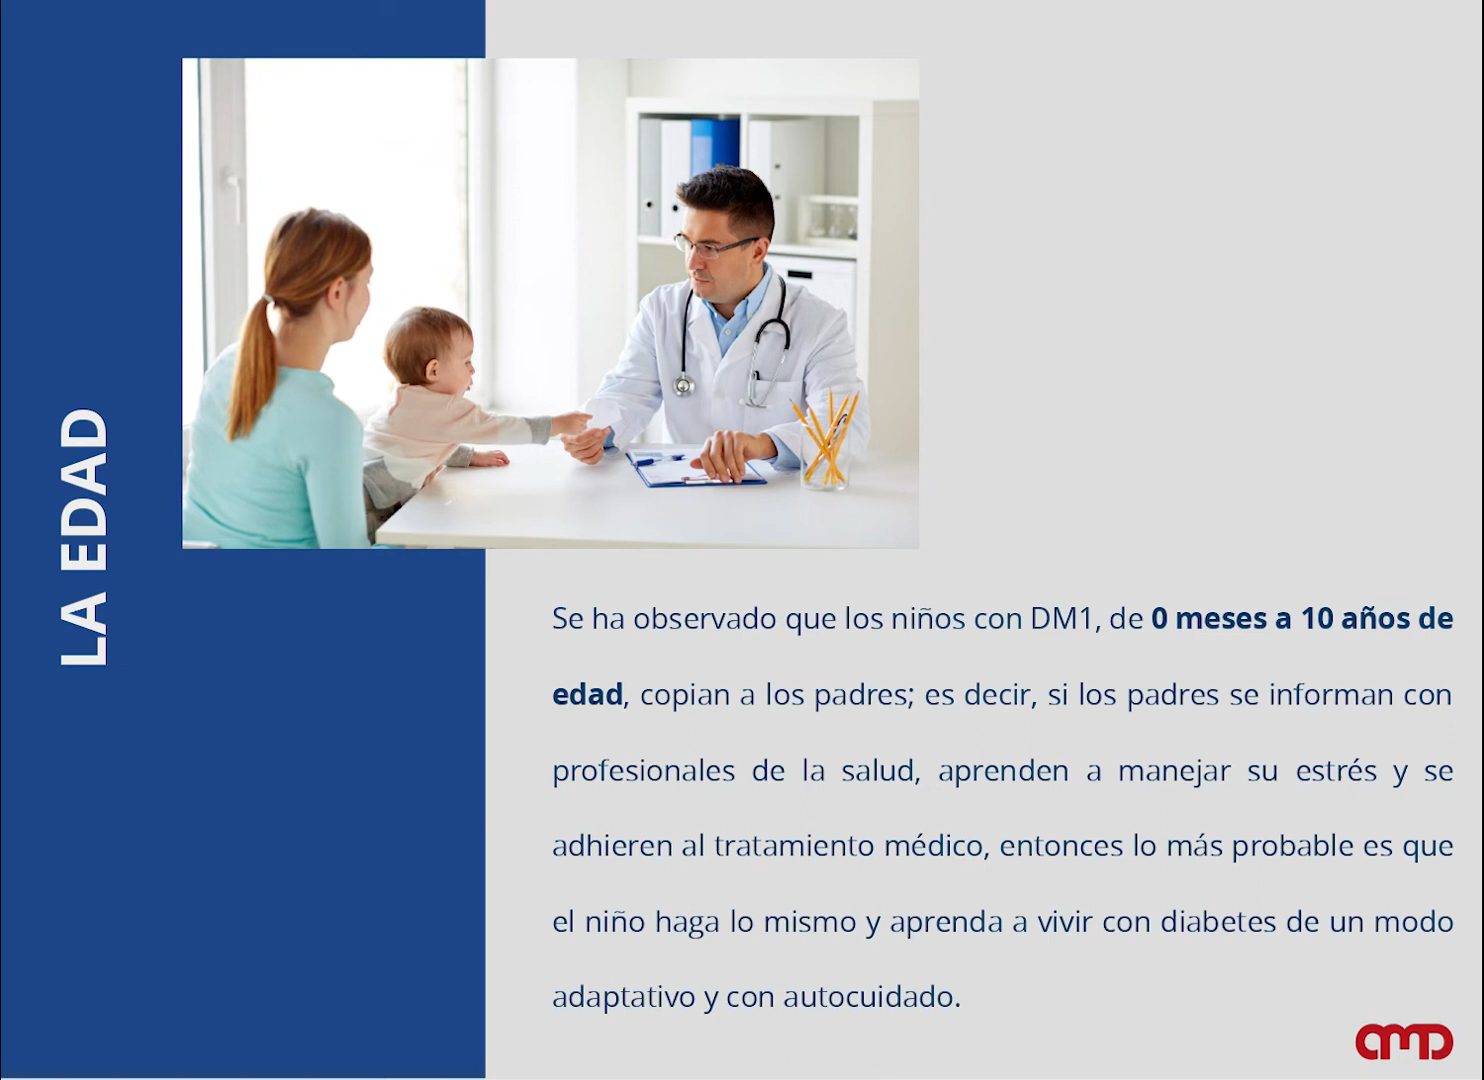 LA EDAD
Se ha observado que los niños con DM1, de 0 meses a 10 años de
edad, copian a los padres; es decir, si los padres se informan con
profesionales de la salud, aprenden a manejar su estrés y se
adhieren al tratamiento médico, entonces lo más probable es que
el niño haga lo mismo y aprenda a vivir con diabetes de un modo
adaptativo y con autocuidado.
amd